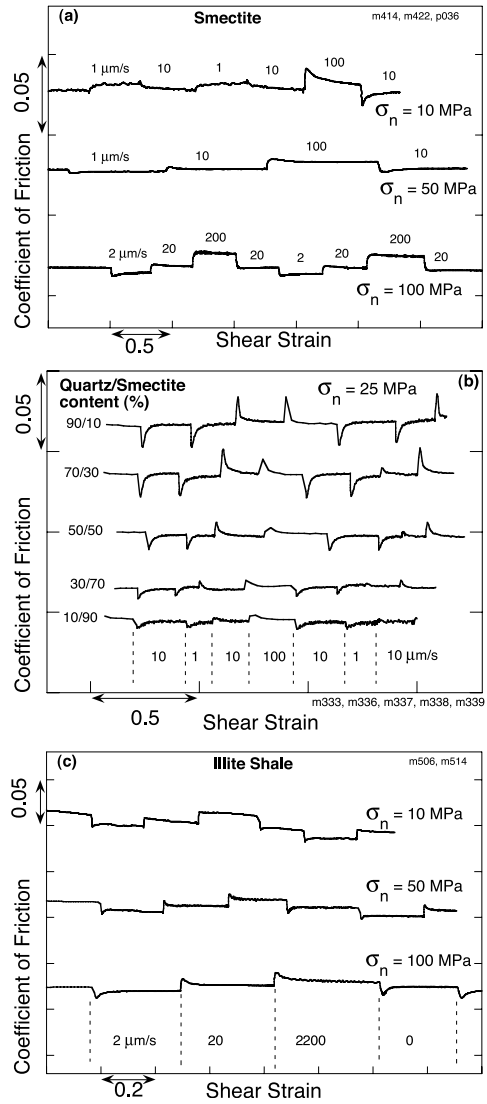 (a)
Smectite
m414, m422, p036
0.05
Coefficient of Friction
1 μm/s 10 1 10 100 10
σn = 10 MPa
1 μm/s 10 100 10
σn = 50 MPa
2 μm/s 20 200 20 2 20 200 20
σn = 100 MPa
0.5
Shear Strain
Quartz/Smectite
content (%)
σn = 25 MPa
(b)
0.05
Coefficient of Friction
90/10
70/30
50/50
30/70
10/90
10 1 10 100 10 1 10 μm/s
m333, m336, m337, m338, m339
0.5
Shear Strain
(c)
Illite Shale
m506, m514
0.05
Coefficient of Friction
σn = 10 MPa
σn = 50 MPa
σn = 100 MPa
2 μm/s 20 2200 0
0.2
Shear Strain